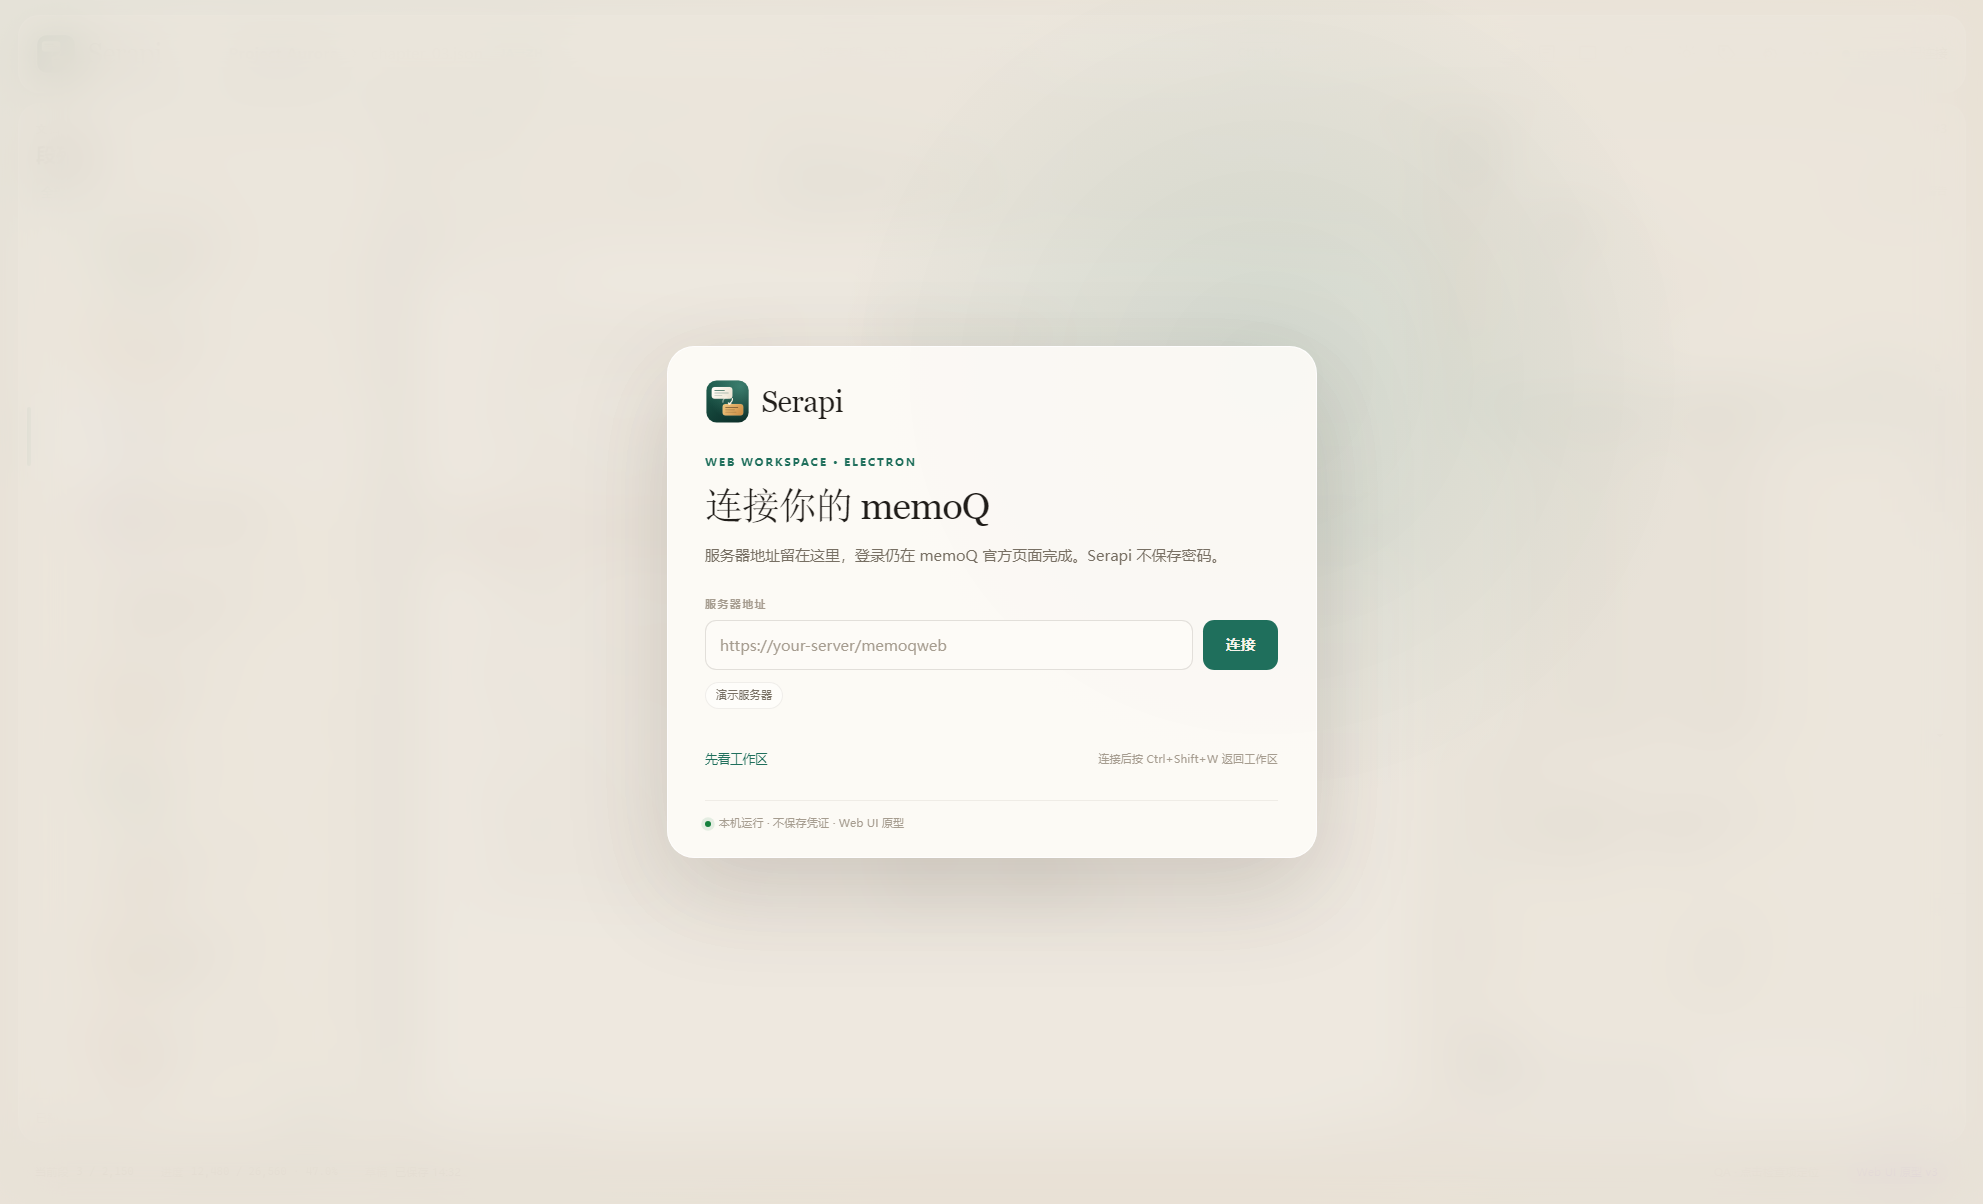 Serapi
WEB WORKSPACE • ELECTRON
连接你的 memoQ
服务器地址留在这里，登录仍在 memoQ 官方页面完成。Serapi 不保存密码。
服务器地址
https://your-server/memoqweb
连接
演示服务器
先看工作区
连接后按 Ctrl+Shift+W 返回工作区
本机运行 · 不保存凭证 · Web UI 原型